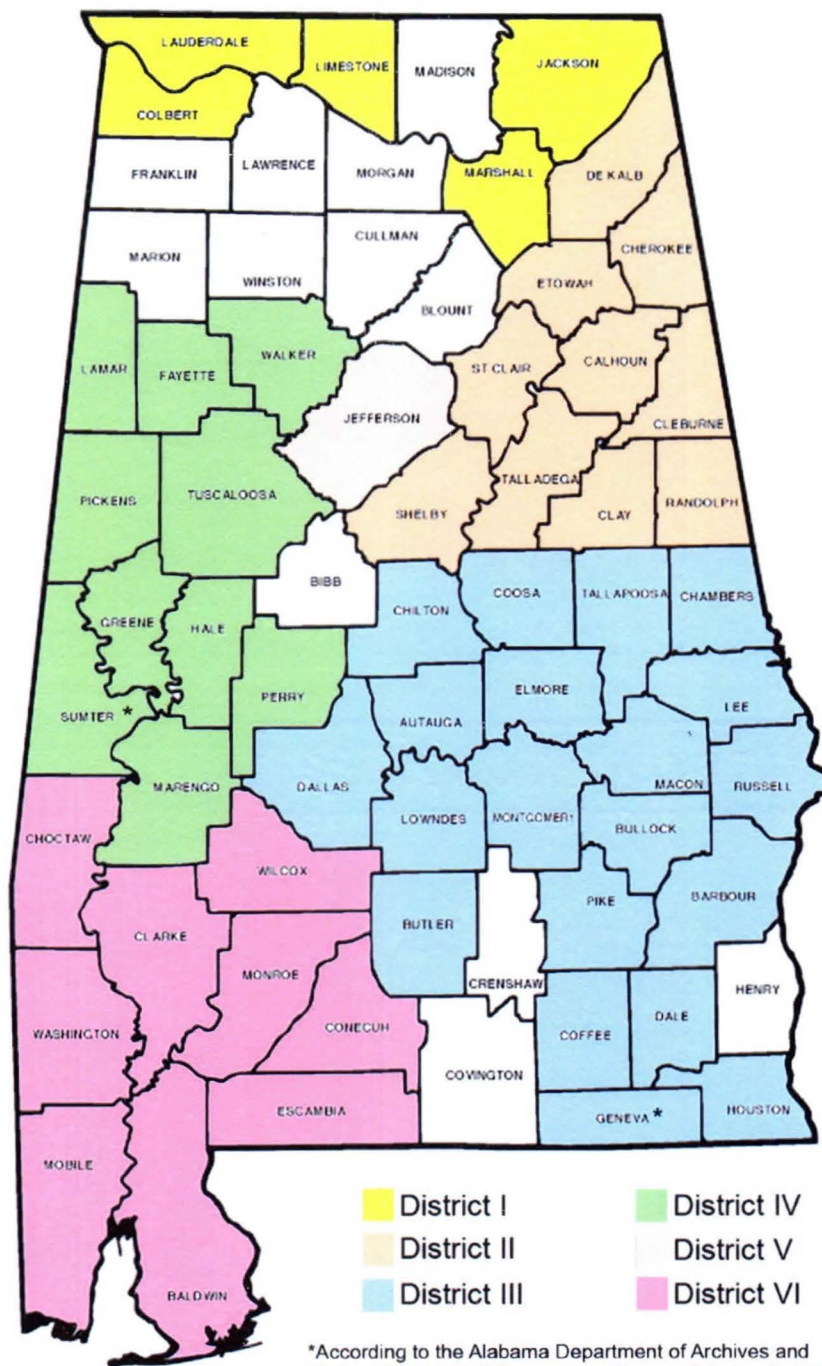 LAUDERDALE
LIMESTONE
MADISON
JACKSON
COLBERT
FRANKLIN
LAWRENCE
MORGAN
MARSHALL
DE KALB
MARION
WINSTON
CULLMAN
BLOUNT
ETOWAH
CHEROKEE
LAMAR
FAYETTE
WALKER
JEFFERSON
ST CLAIR
CALHOUN
CLEBURNE
PICKENS
TUSCALOOSA
SHELBY
TALLADEGA
CLAY
RANDOLPH
BIBB
GREENE
HALE
PERRY
CHILTON
COOSA
TALLAPOOSA
CHAMBERS
SUMTER *
MARENGO
AUTAUGA
ELMORE
LEE
DALLAS
LOWNDES
MONTGOMERY
MACON
RUSSELL
BULLOCK
CHOCTAW
WILCOX
CLARKE
BUTLER
PIKE
BARBOUR
MONROE
CRENSHAW
HENRY
WASHINGTON
CONECUH
COVINGTON
COFFEE
DALE
ESCAMBIA
GENEVA *
HOUSTON
MOBILE
BALDWIN
District I
District II
District III
District IV
District V
District VI
*According to the Alabama Department of Archives and